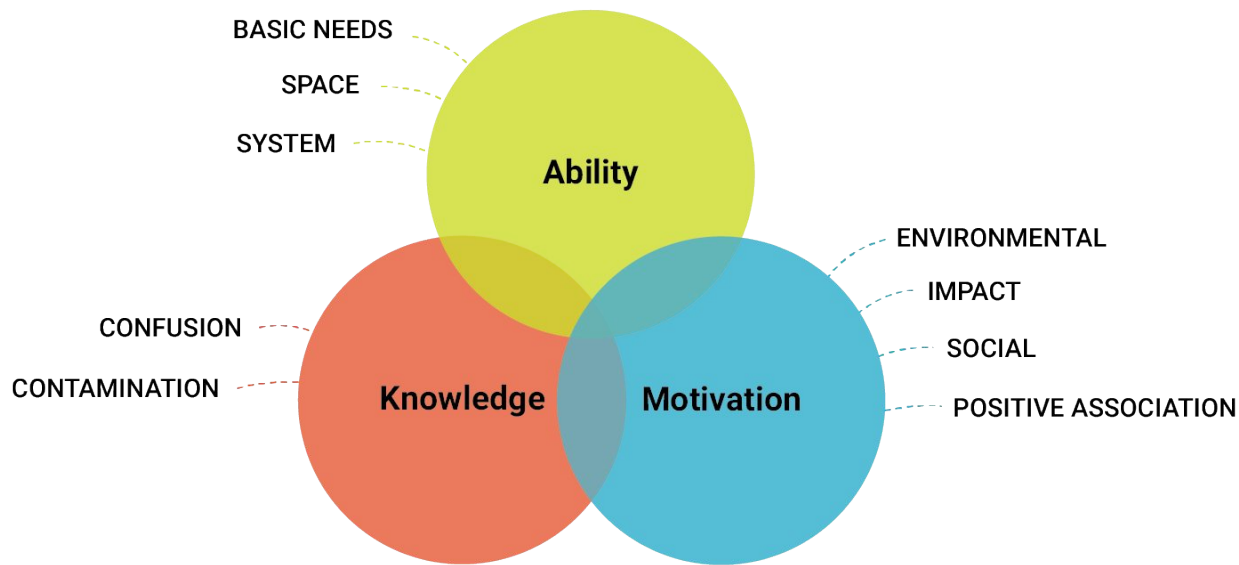 BASIC NEEDS
SPACE
SYSTEM
Ability
ENVIRONMENTAL
IMPACT
SOCIAL
POSITIVE ASSOCIATION
CONFUSION
CONTAMINATION
Knowledge
Motivation